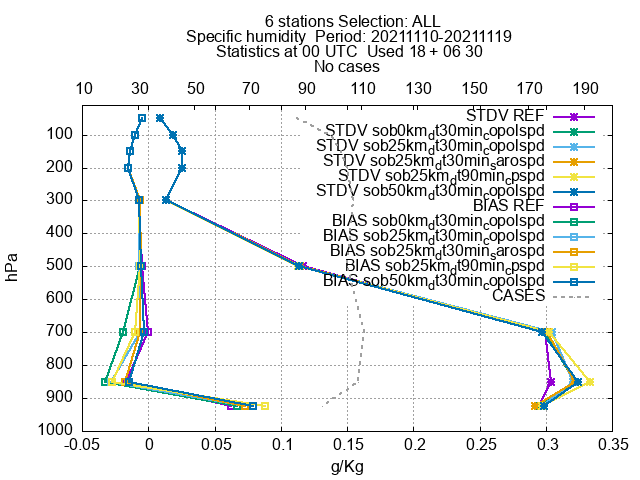 6 stations Selection: ALL
Specific humidity Period: 20211110-20211119
Statistics at 00 UTC Used 18 + 06 30
No cases
10 30 50 70 90 110 130 150 170 190
STDV REF
STDV sob0km_dt30min_copolspd
STDV sob25km_dt30min_copolspd
STDV sob25km_dt30min_sarospd
STDV sob25km_dt90min_cpspd
STDV sob50km_dt30min_copolspd
BIAS REF
BIAS sob0km_dt30min_copolspd
BIAS sob25km_dt30min_copolspd
BIAS sob25km_dt30min_sarospd
BIAS sob25km_dt90min_cpspd
BIAS sob50km_dt30min_copolspd
CASES
100
200
300
400
500
600
700
800
900
1000
hPa
-0.05 0 0.05 0.1 0.15 0.2 0.25 0.3 0.35
g/Kg